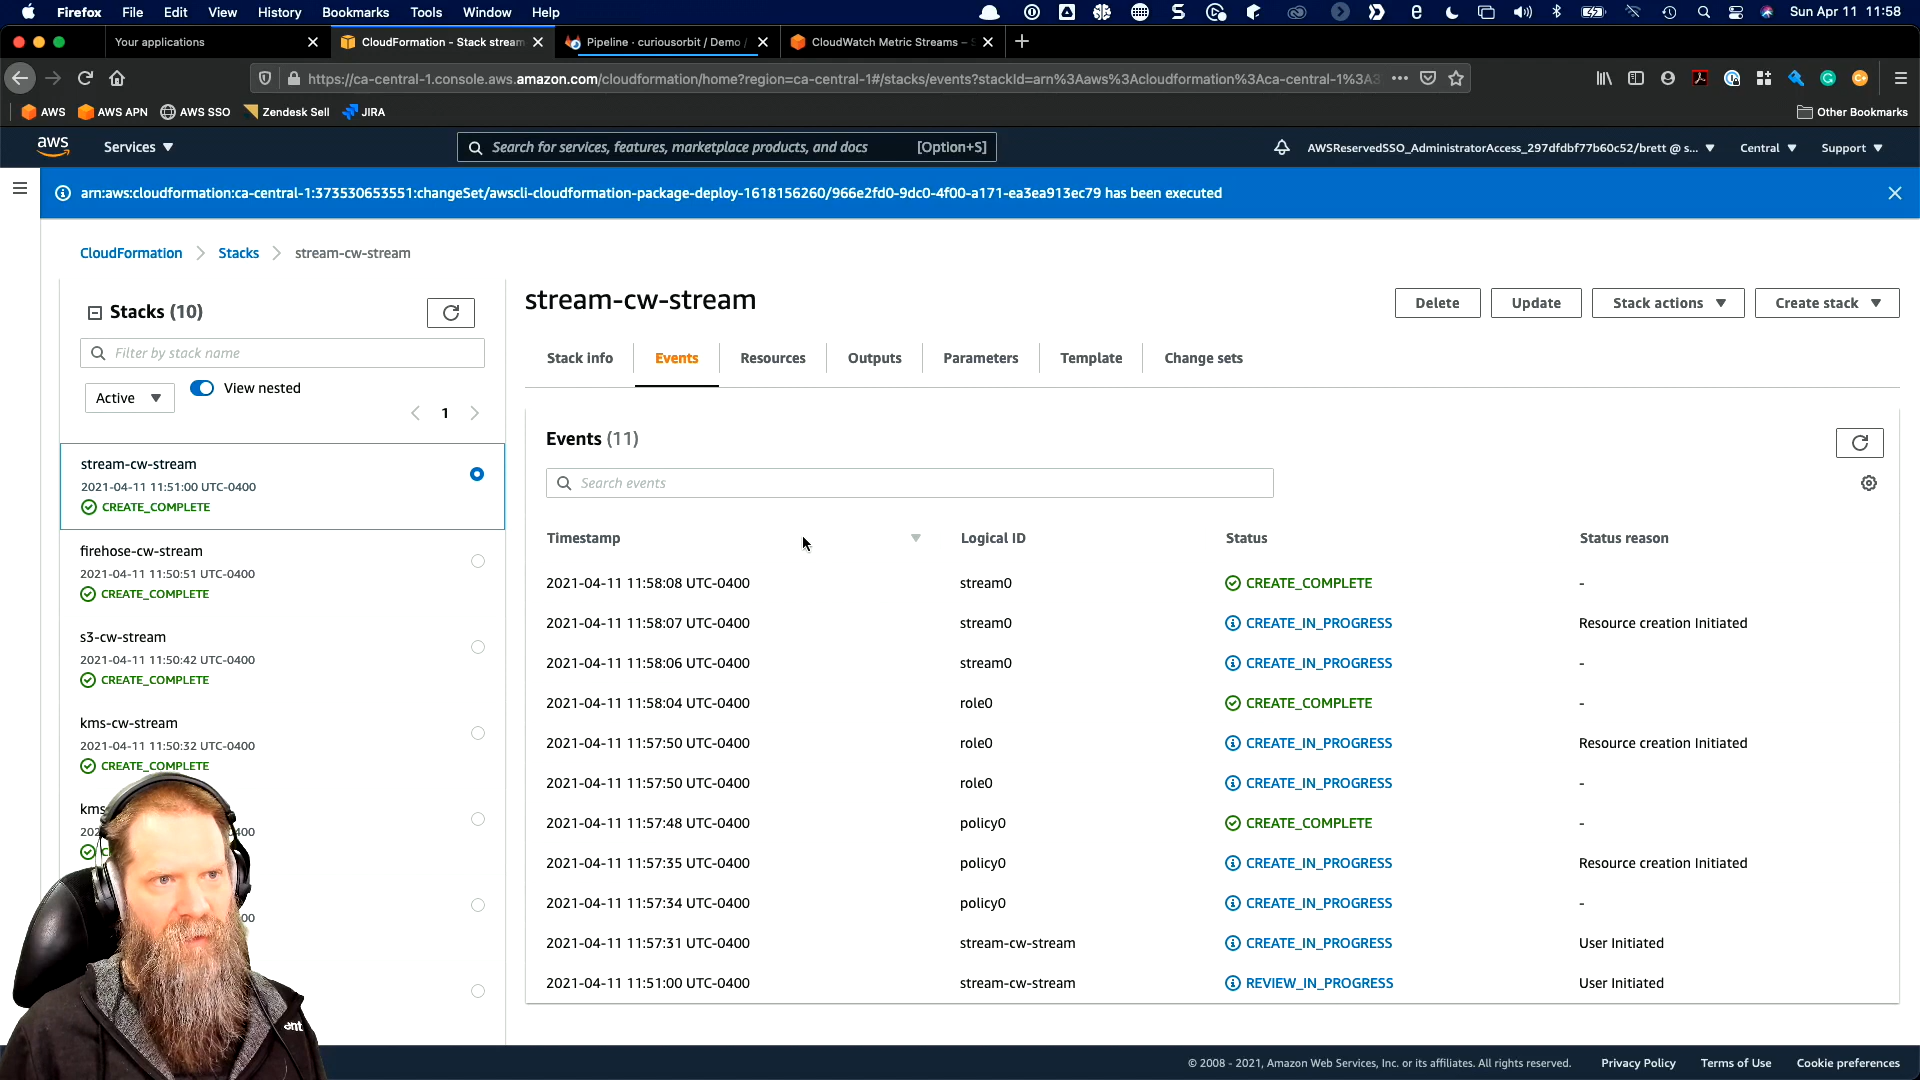 Firefox File Edit View History Bookmarks Tools Window Help Sun Apr 11 11:58
Your applications
CloudFormation - Stack stream
Pipeline · curiousorbit / Demo /
CloudWatch Metric Streams – S
https://ca-central-1.console.aws.amazon.com/cloudformation/home?region=ca-central-1#/stacks/events?stackId=arn%3Aaws%3Acloudformation%3Aca-central-1%3A3
AWS AWS APN AWS SSO Zendesk Sell JIRA Other Bookmarks
aws Services Search for services, features, marketplace products, and docs [Option+S] AWSReservedSSO_AdministratorAccess_297dfdbf77b60c52/brett @ s... Central Support
arn:aws:cloudformation:ca-central-1:373530653551:changeSet/awscli-cloudformation-package-deploy-1618156260/966e2fd0-9dc0-4f00-a171-ea3ea913ec79 has been executed
CloudFormation Stacks stream-cw-stream
Stacks (10)
Filter by stack name
Active View nested
1
stream-cw-stream
2021-04-11 11:51:00 UTC-0400
CREATE_COMPLETE
firehose-cw-stream
2021-04-11 11:50:51 UTC-0400
CREATE_COMPLETE
s3-cw-stream
2021-04-11 11:50:42 UTC-0400
CREATE_COMPLETE
kms-cw-stream
2021-04-11 11:50:32 UTC-0400
CREATE_COMPLETE
stream-cw-stream
Delete Update Stack actions Create stack
Stack info Events Resources Outputs Parameters Template Change sets
Events (11)
Search events
Timestamp Logical ID Status Status reason
2021-04-11 11:58:08 UTC-0400 stream0 CREATE_COMPLETE -
2021-04-11 11:58:07 UTC-0400 stream0 CREATE_IN_PROGRESS Resource creation Initiated
2021-04-11 11:58:06 UTC-0400 stream0 CREATE_IN_PROGRESS -
2021-04-11 11:58:04 UTC-0400 role0 CREATE_COMPLETE -
2021-04-11 11:57:50 UTC-0400 role0 CREATE_IN_PROGRESS Resource creation Initiated
2021-04-11 11:57:50 UTC-0400 role0 CREATE_IN_PROGRESS -
2021-04-11 11:57:48 UTC-0400 policy0 CREATE_COMPLETE -
2021-04-11 11:57:35 UTC-0400 policy0 CREATE_IN_PROGRESS Resource creation Initiated
2021-04-11 11:57:34 UTC-0400 policy0 CREATE_IN_PROGRESS -
2021-04-11 11:57:31 UTC-0400 stream-cw-stream CREATE_IN_PROGRESS User Initiated
2021-04-11 11:51:00 UTC-0400 stream-cw-stream REVIEW_IN_PROGRESS User Initiated
© 2008 - 2021, Amazon Web Services, Inc. or its affiliates. All rights reserved. Privacy Policy Terms of Use Cookie preferences